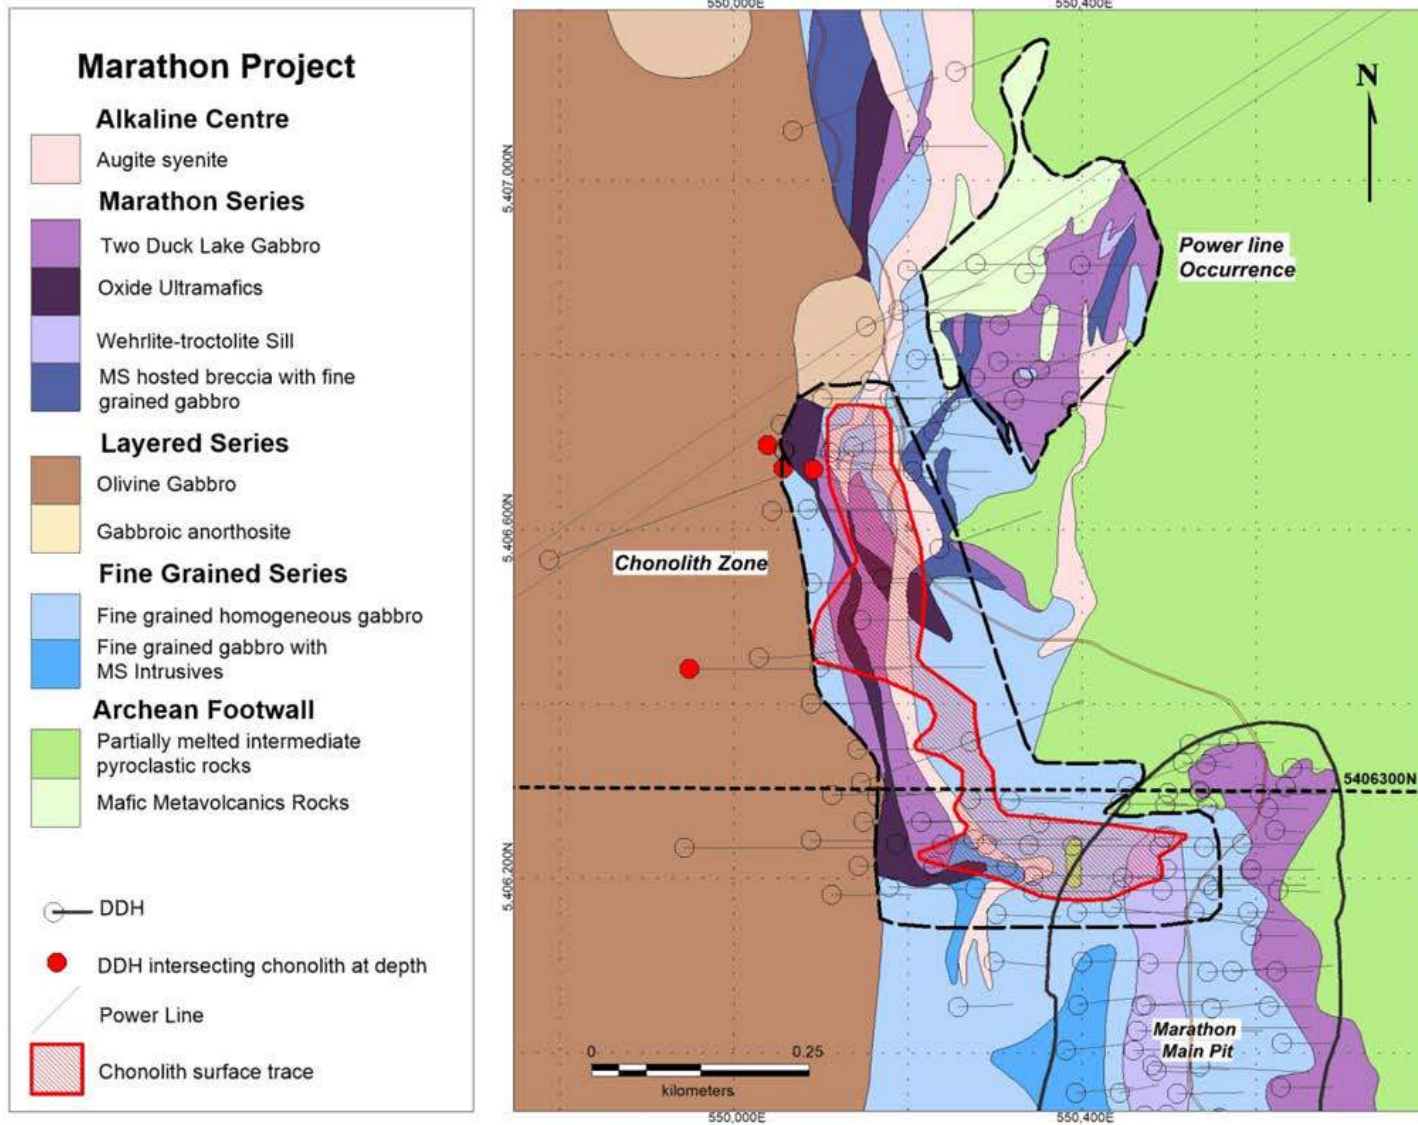 Marathon Project
Alkaline Centre
Augite syenite
Marathon Series
Two Duck Lake Gabbro
Oxide Ultramafics
Wehrlite-troctolite Sill
MS hosted breccia with fine
grained gabbro
Layered Series
Olivine Gabbro
Gabbroic anorthosite
Fine Grained Series
Fine grained homogeneous gabbro
Fine grained gabbro with
MS Intrusives
Archean Footwall
Partially melted intermediate
pyroclastic rocks
Mafic Metavolcanics Rocks
DDH
DDH intersecting chonolith at depth
Power Line
Chonolith surface trace
550,000E
550,400E
N
5,407,000N
Power line
Occurrence
5,406,600N
Chonolith Zone
5406300N
5,406,200N
Marathon
Main Pit
0
0.25
kilometers
550,000E
550,400E